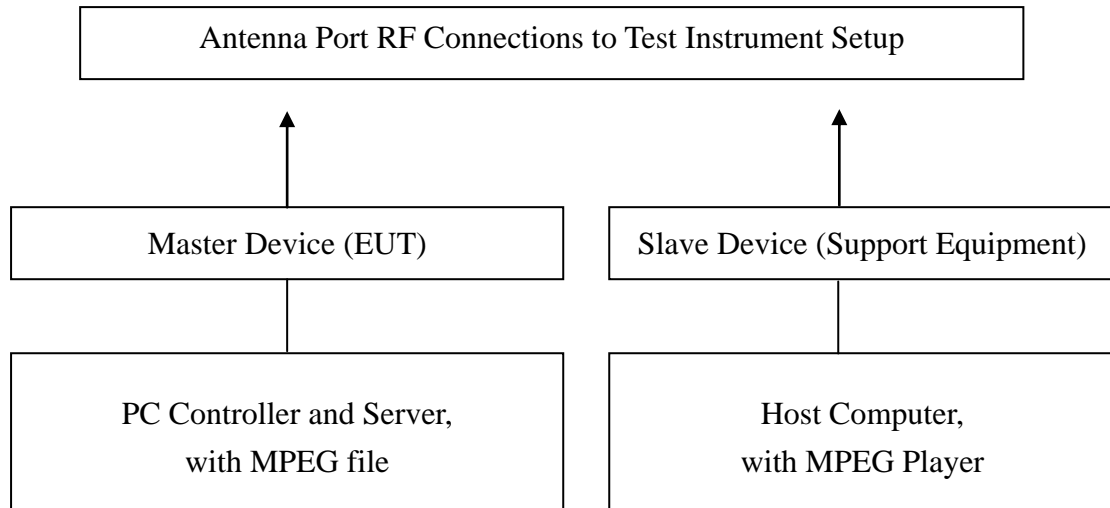 Antenna Port RF Connections to Test Instrument Setup
Master Device (EUT)
Slave Device (Support Equipment)
PC Controller and Server,
with MPEG file
Host Computer,
with MPEG Player